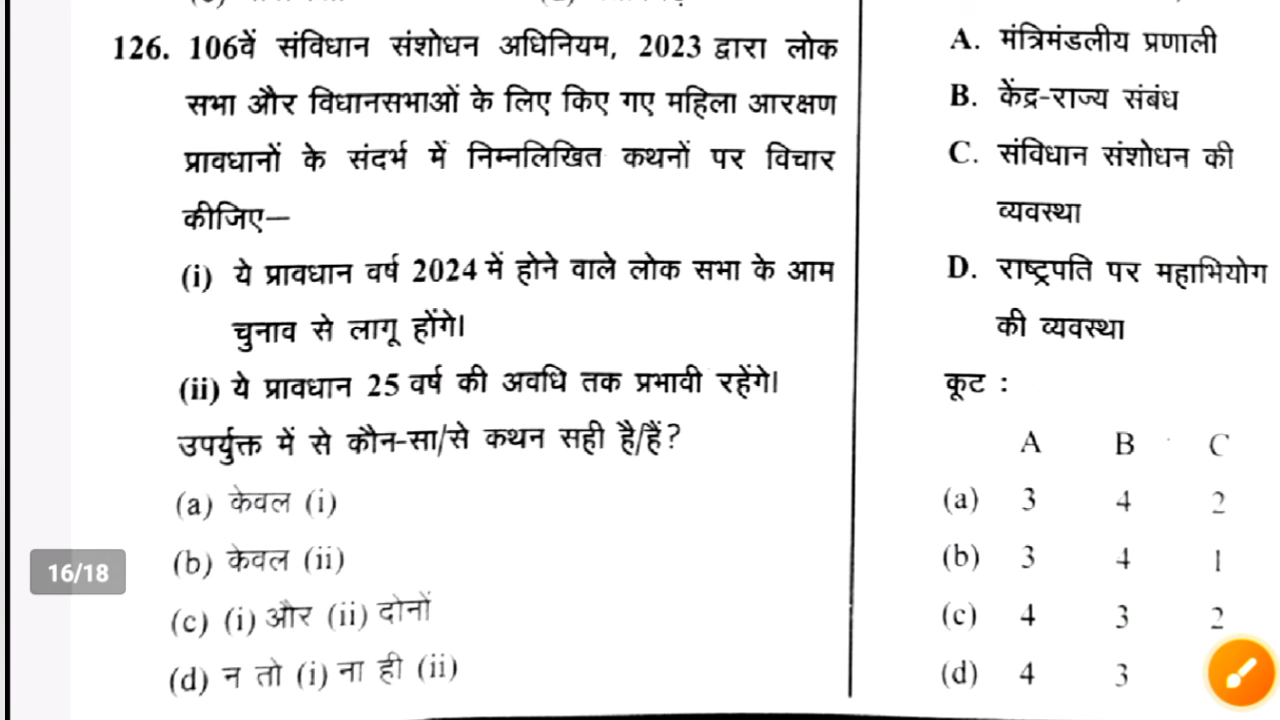 126. 106वें संविधान संशोधन अधिनियम, 2023 द्वारा लोक
सभा और विधानसभाओं के लिए किए गए महिला आरक्षण
प्रावधानों के संदर्भ में निम्नलिखित कथनों पर विचार
कीजिए—
(i) ये प्रावधान वर्ष 2024 में होने वाले लोक सभा के आम
चुनाव से लागू होंगे।
(ii) ये प्रावधान 25 वर्ष की अवधि तक प्रभावी रहेंगे।
उपर्युक्त में से कौन-सा/से कथन सही है/हैं?
(a) केवल (i)
(b) केवल (ii)
(c) (i) और (ii) दोनों
(d) न तो (i) ना ही (ii)
16/18
A. मंत्रिमंडलीय प्रणाली
B. केंद्र-राज्य संबंध
C. संविधान संशोधन की
व्यवस्था
D. राष्ट्रपति पर महाभियोग
की व्यवस्था
कूट :
A B C
(a) 3 4 2
(b) 3 4 1
(c) 4 3 2
(d) 4 3